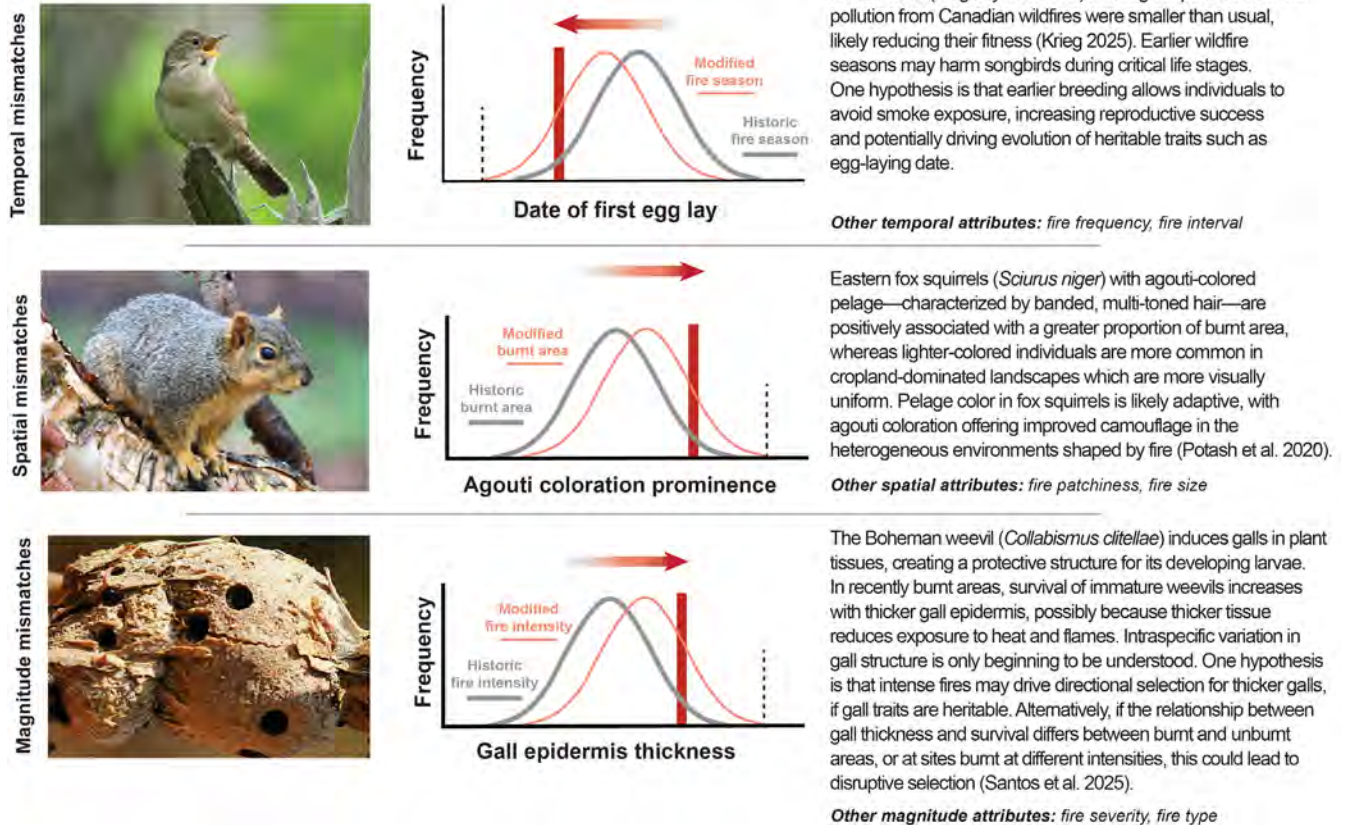 Temporal mismatches
Frequency
Modified
fire season
Historic
fire season
Date of first egg lay
pollution from Canadian wildfires were smaller than usual,
likely reducing their fitness (Krieg 2025). Earlier wildfire
seasons may harm songbirds during critical life stages.
One hypothesis is that earlier breeding allows individuals to
avoid smoke exposure, increasing reproductive success
and potentially driving evolution of heritable traits such as
egg-laying date.
Other temporal attributes: fire frequency, fire interval
Spatial mismatches
Frequency
Modified
burnt area
Historic
burnt area
Agouti coloration prominence
Eastern fox squirrels (Sciurus niger) with agouti-colored
pelage—characterized by banded, multi-toned hair—are
positively associated with a greater proportion of burnt area,
whereas lighter-colored individuals are more common in
cropland-dominated landscapes which are more visually
uniform. Pelage color in fox squirrels is likely adaptive, with
agouti coloration offering improved camouflage in the
heterogeneous environments shaped by fire (Potash et al. 2020).
Other spatial attributes: fire patchiness, fire size
Magnitude mismatches
Frequency
Modified
fire intensity
Historic
fire intensity
Gall epidermis thickness
The Boheman weevil (Collabismus clitellae) induces galls in plant
tissues, creating a protective structure for its developing larvae.
In recently burnt areas, survival of immature weevils increases
with thicker gall epidermis, possibly because thicker tissue
reduces exposure to heat and flames. Intraspecific variation in
gall structure is only beginning to be understood. One hypothesis
is that intense fires may drive directional selection for thicker galls,
if gall traits are heritable. Alternatively, if the relationship between
gall thickness and survival differs between burnt and unburnt
areas, or at sites burnt at different intensities, this could lead to
disruptive selection (Santos et al. 2025).
Other magnitude attributes: fire severity, fire type